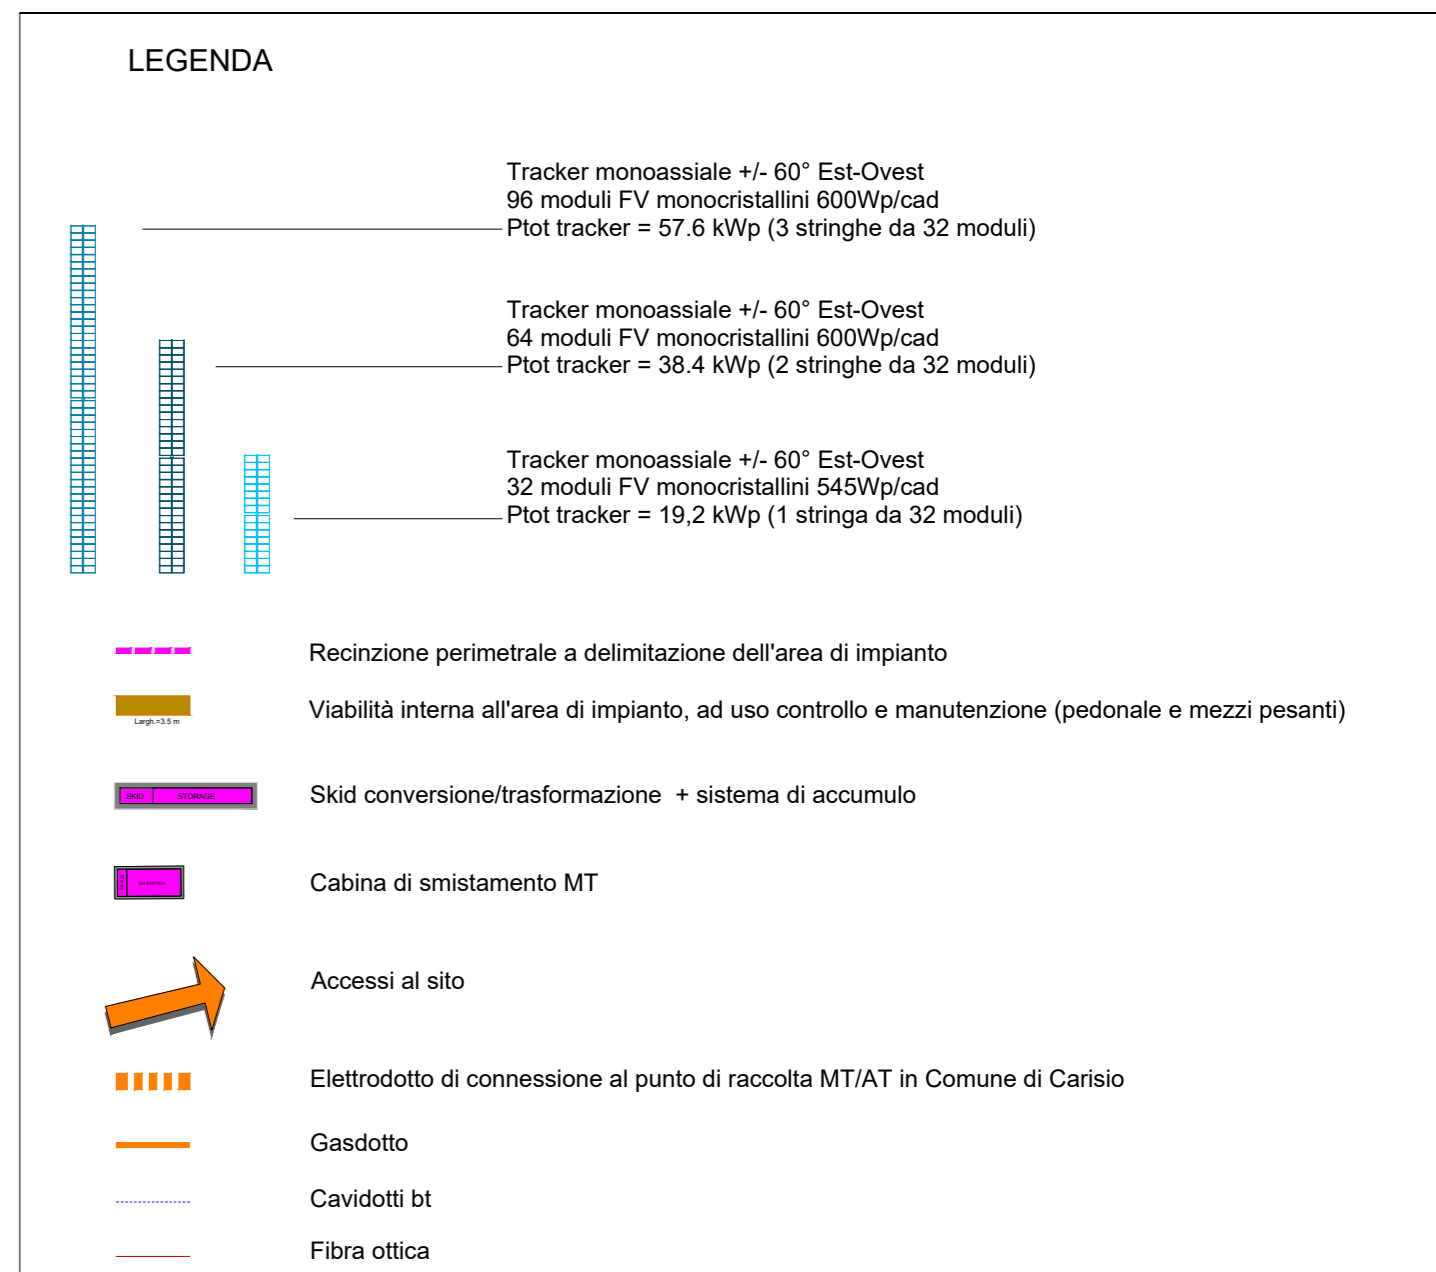 LEGENDA
Tracker monoassiale +/- 60° Est-Ovest
96 moduli FV monocristallini 600Wp/cad
Ptot tracker = 57.6 kWp (3 stringhe da 32 moduli)
Tracker monoassiale +/- 60° Est-Ovest
64 moduli FV monocristallini 600Wp/cad
Ptot tracker = 38.4 kWp (2 stringhe da 32 moduli)
Tracker monoassiale +/- 60° Est-Ovest
32 moduli FV monocristallini 545Wp/cad
Ptot tracker = 19,2 kWp (1 stringa da 32 moduli)
Recinzione perimetrale a delimitazione dell'area di impianto
Largh.=3.5 m
Viabilità interna all'area di impianto, ad uso controllo e manutenzione (pedonale e mezzi pesanti)
SKID STORAGE
Skid conversione/trasformazione + sistema di accumulo
Cabina di smistamento MT
Accessi al sito
Elettrodotto di connessione al punto di raccolta MT/AT in Comune di Carisio
Gasdotto
Cavidotti bt
Fibra ottica